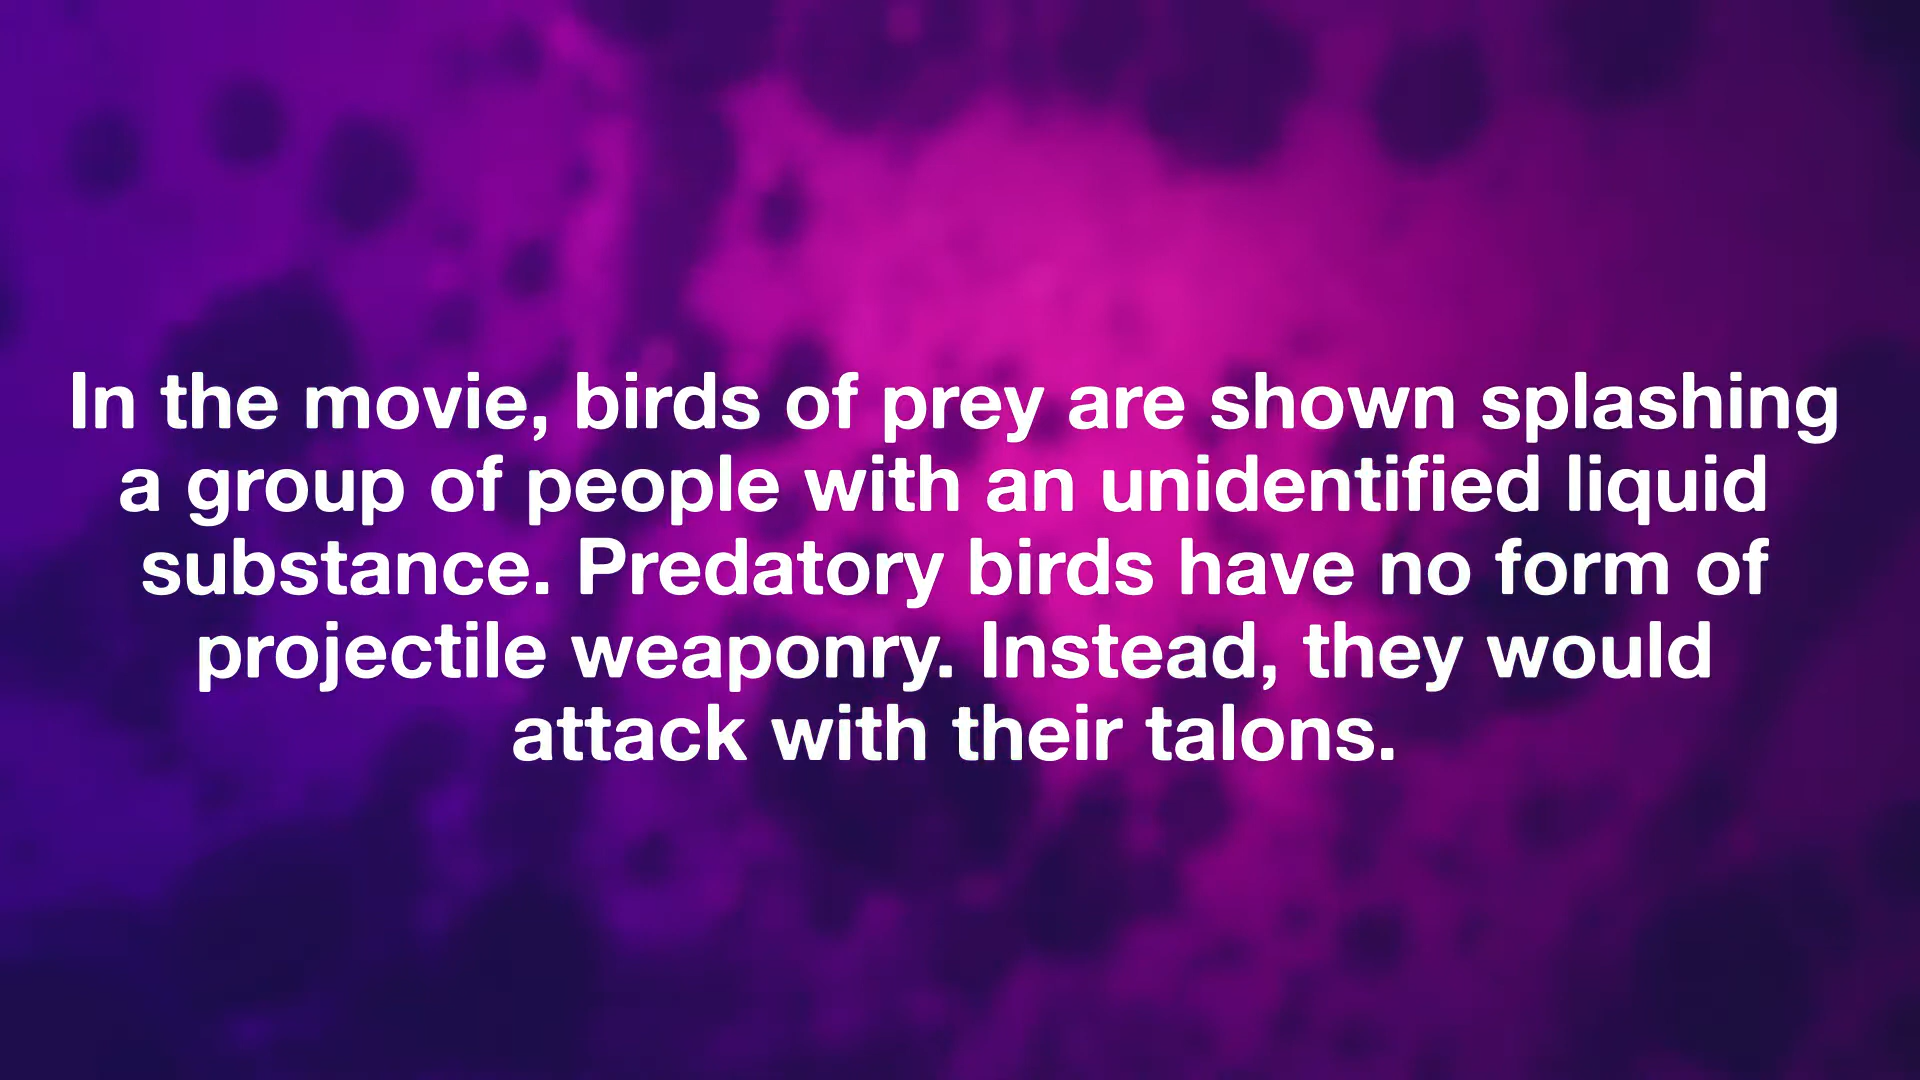 In the movie, birds of prey are shown splashing
a group of people with an unidentified liquid
substance. Predatory birds have no form of
projectile weaponry. Instead, they would
attack with their talons.